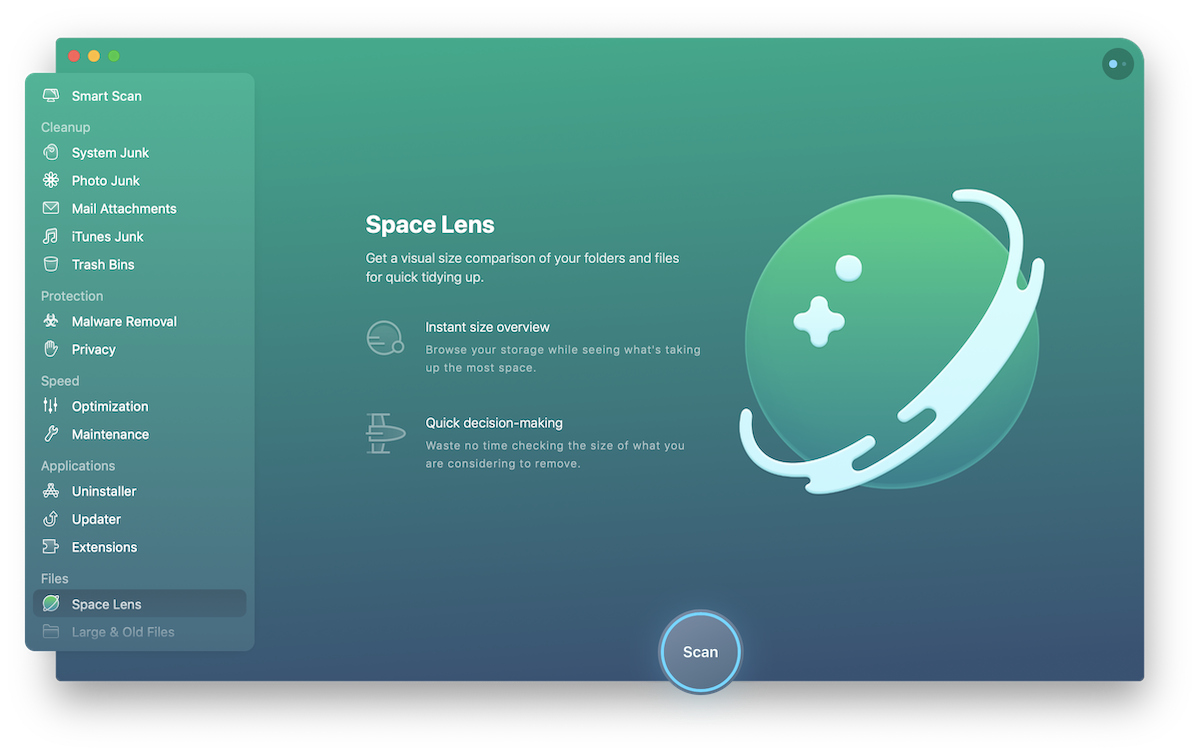 Smart Scan
Cleanup
System Junk
Photo Junk
Mail Attachments
iTunes Junk
Trash Bins
Protection
Malware Removal
Privacy
Speed
Optimization
Maintenance
Applications
Uninstaller
Updater
Extensions
Files
Space Lens
Large & Old Files
Space Lens
Get a visual size comparison of your folders and files
for quick tidying up.
Instant size overview
Browse your storage while seeing what's taking
up the most space.
Quick decision-making
Waste no time checking the size of what you
are considering to remove.
Scan